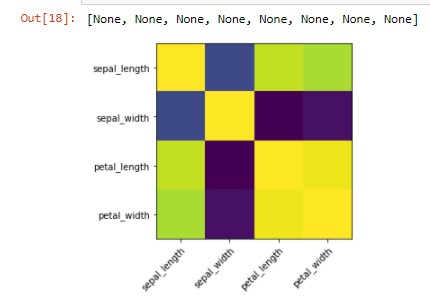 Out[18]: [None, None, None, None, None, None, None, None]
sepal_length
sepal_width
petal_length
petal_width
sepal_length
sepal_width
petal_length
petal_width